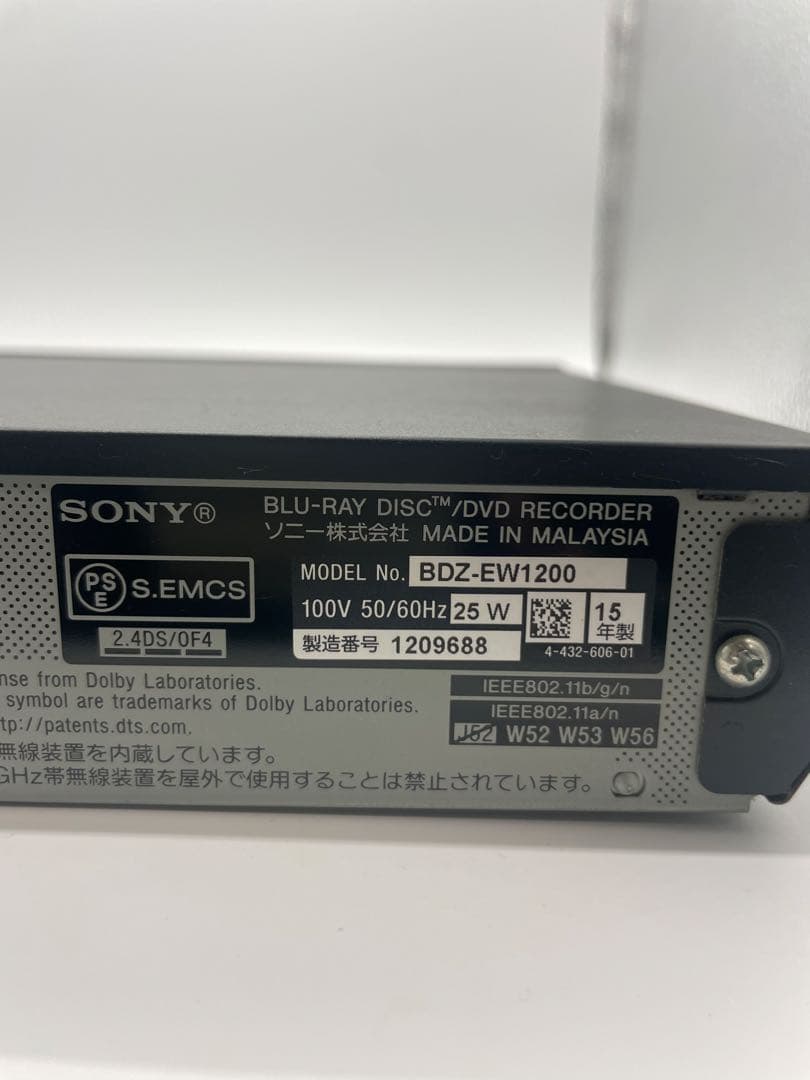 SONY®
BLU-RAY DISC™/DVD RECORDER
ソニー株式会社 MADE IN MALAYSIA
PSE S.EMCS
MODEL No. BDZ-EW1200
100V 50/60Hz 25 W
15年製
2.4DS/OF4
製造番号 1209688
4-432-606-01
nse from Dolby Laboratories.
symbol are trademarks of Dolby Laboratories.
tp://patents.dts.com.
無線装置を内蔵しています。
GHz帯無線装置を屋外で使用することは禁止されています。
IEEE802.11b/g/n
IEEE802.11a/n
J52 W52 W53 W56